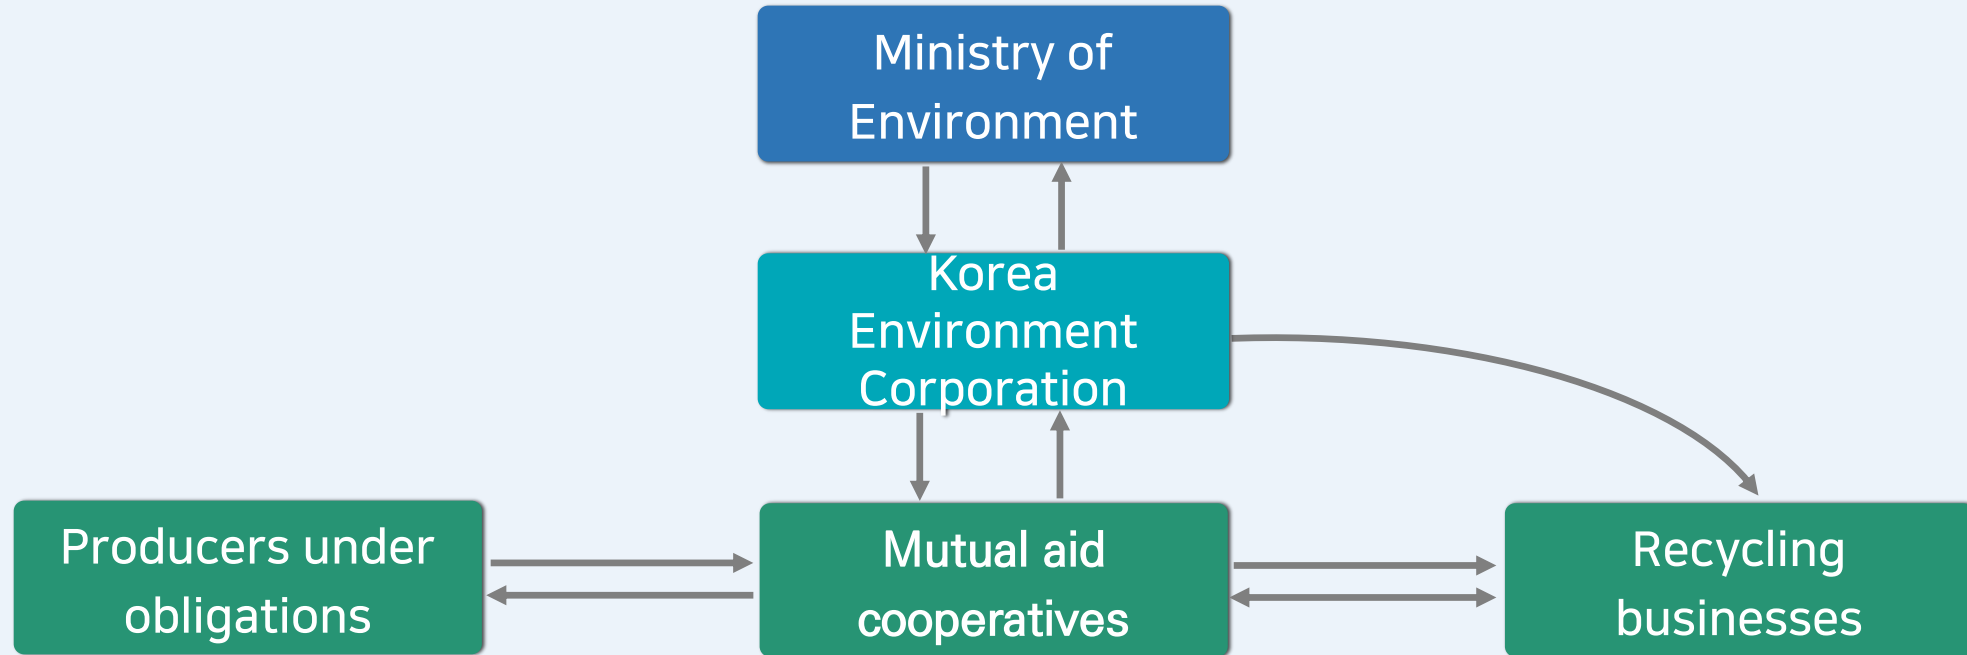 Ministry of
Environment
Korea
Environment
Corporation
Producers under
obligations
Mutual aid
cooperatives
Recycling
businesses